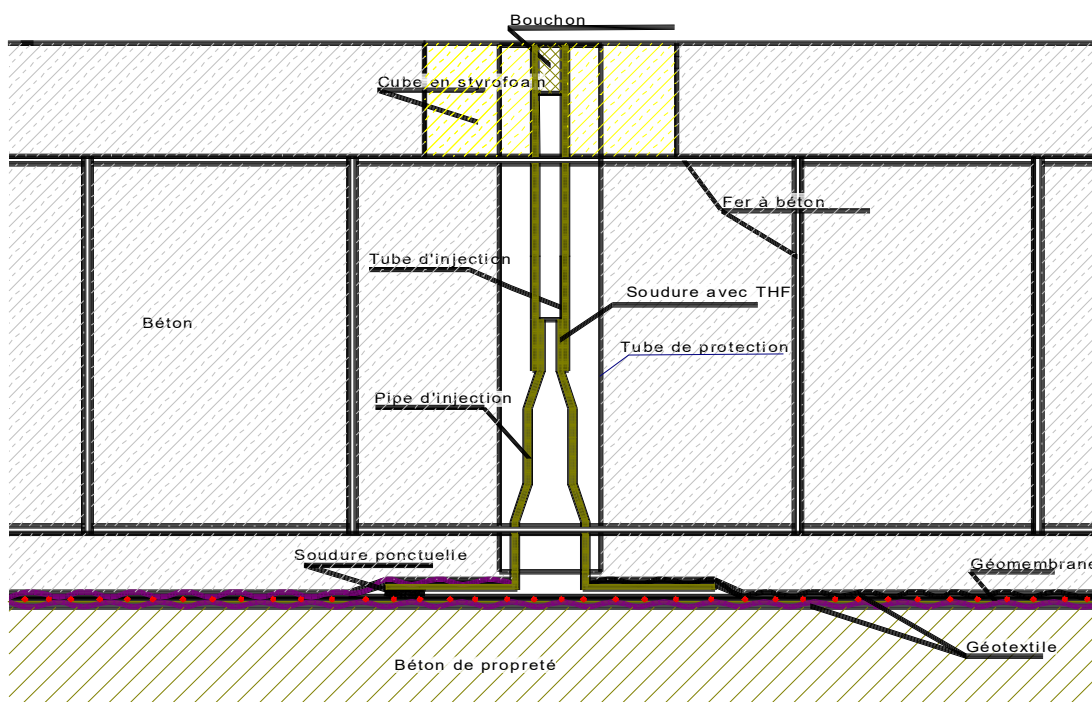 Bouchon
Cube en styrofoam
Fer à béton
Tube d'injection
Soudure avec THF
Béton
Tube de protection
Pipe d'injection
Soudure ponctuelle
Géomembrane
Géotextile
Béton de propreté